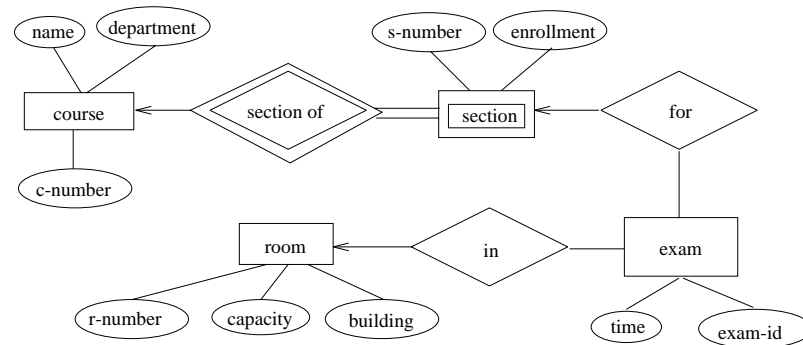 name
department
s-number
enrollment
course
section of
section
for
c-number
room
in
exam
r-number
capacity
building
time
exam-id